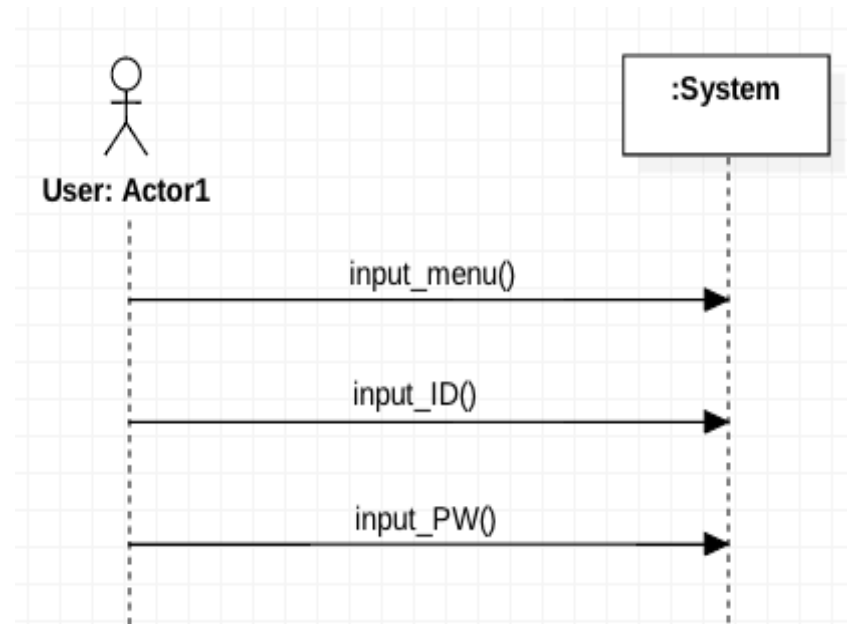 :System
User: Actor1
input_menu()
input_ID()
input_PW()